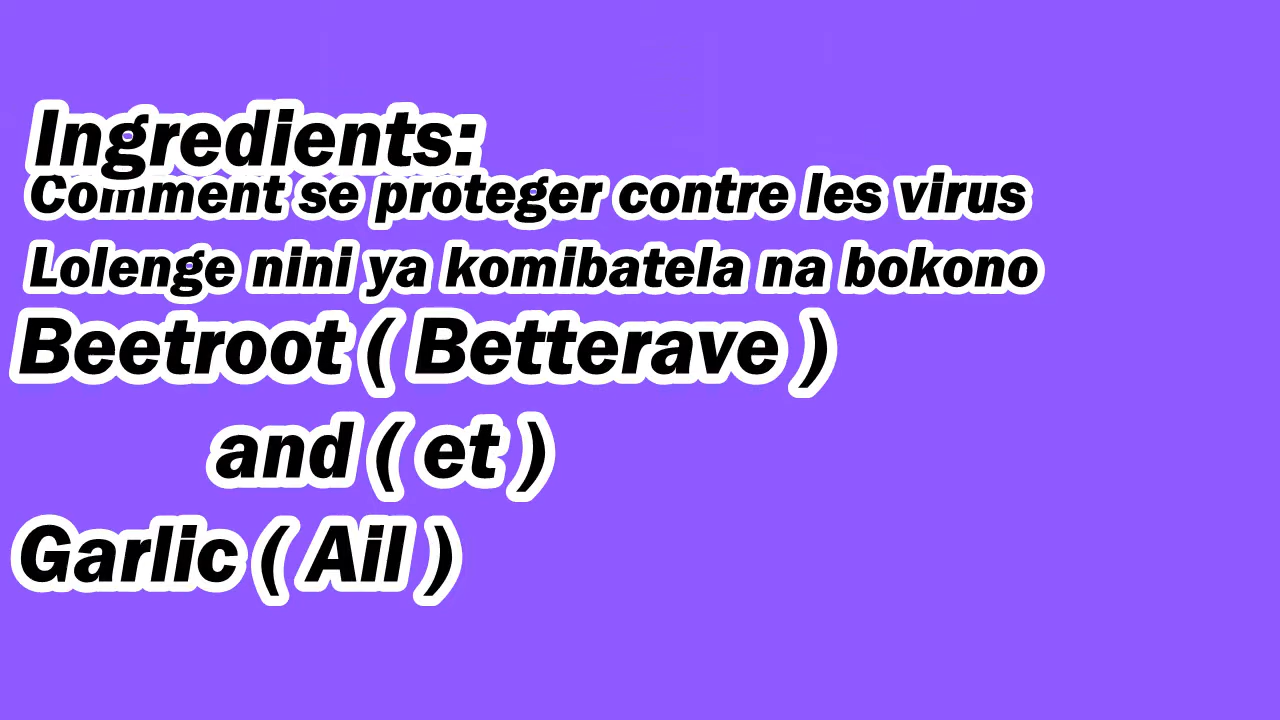 Ingredients:
Comment se proteger contre les virus
Lolenge nini ya komibatela na bokono
Beetroot ( Betterave )
and ( et )
Garlic ( Ail )